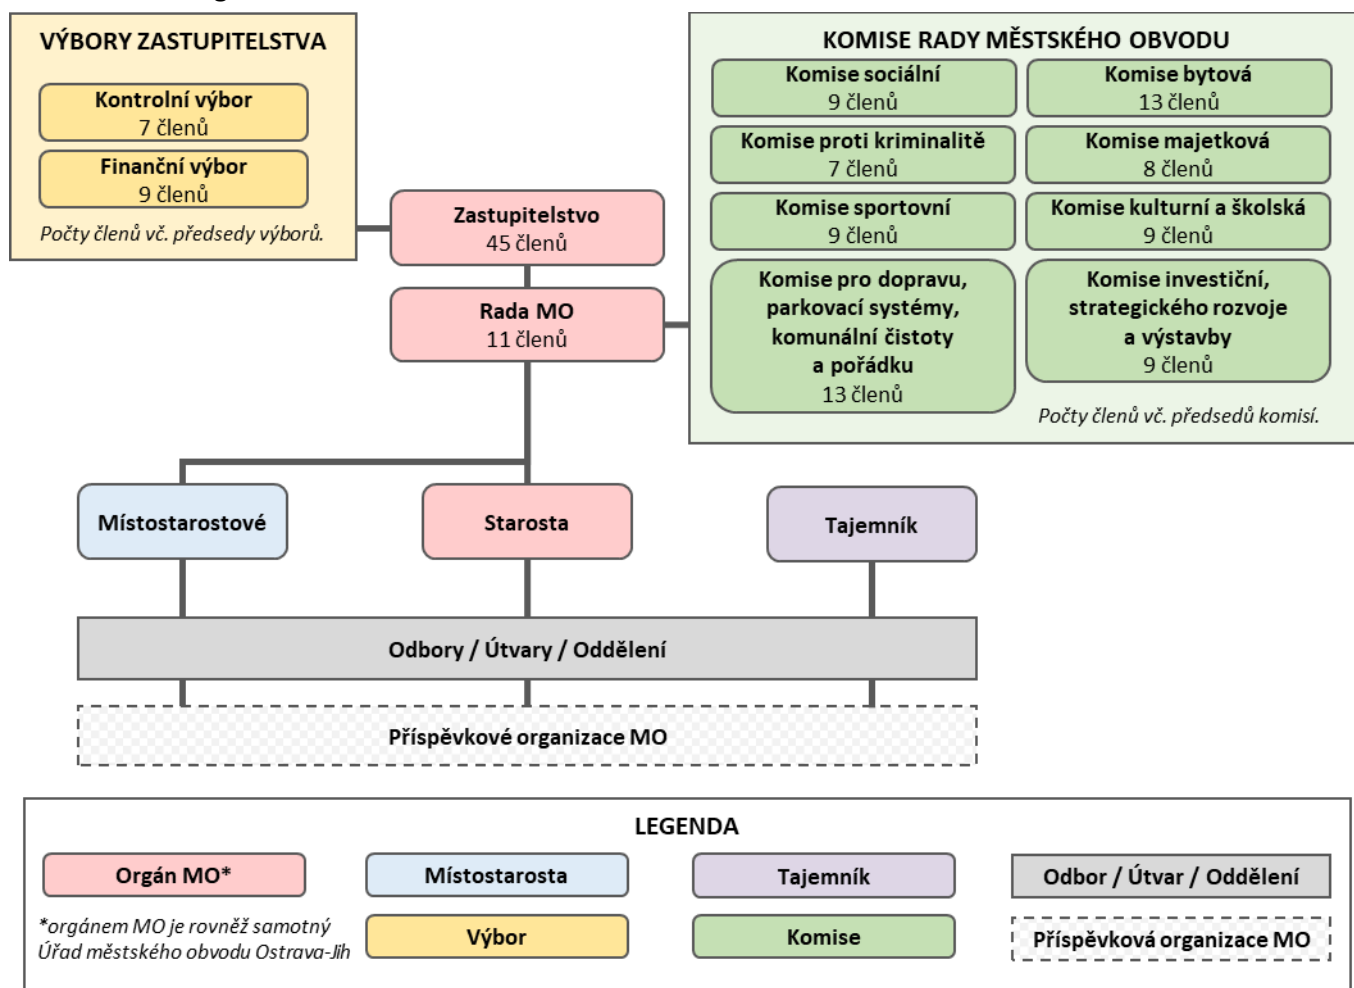 VÝBORY ZASTUPITELSTVA
Kontrolní výbor
7 členů
Finanční výbor
9 členů
Počty členů vč. předsedy výborů.
KOMISE RADY MĚSTSKÉHO OBVODU
Komise sociální
9 členů
Komise bytová
13 členů
Komise proti kriminalitě
7 členů
Komise majetková
8 členů
Komise sportovní
9 členů
Komise kulturní a školská
9 členů
Komise pro dopravu,
parkovací systémy,
komunální čistoty
a pořádku
13 členů
Komise investiční,
strategického rozvoje
a výstavby
9 členů
Počty členů vč. předsedů komisí.
Zastupitelstvo
45 členů
Rada MO
11 členů
Místostarostové
Starosta
Tajemník
Odbory / Útvary / Oddělení
Příspěvkové organizace MO
LEGENDA
Orgán MO*
Místostarosta
Tajemník
Odbor / Útvar / Oddělení
*orgánem MO je rovněž samotný
Úřad městského obvodu Ostrava-Jih
Výbor
Komise
Příspěvková organizace MO